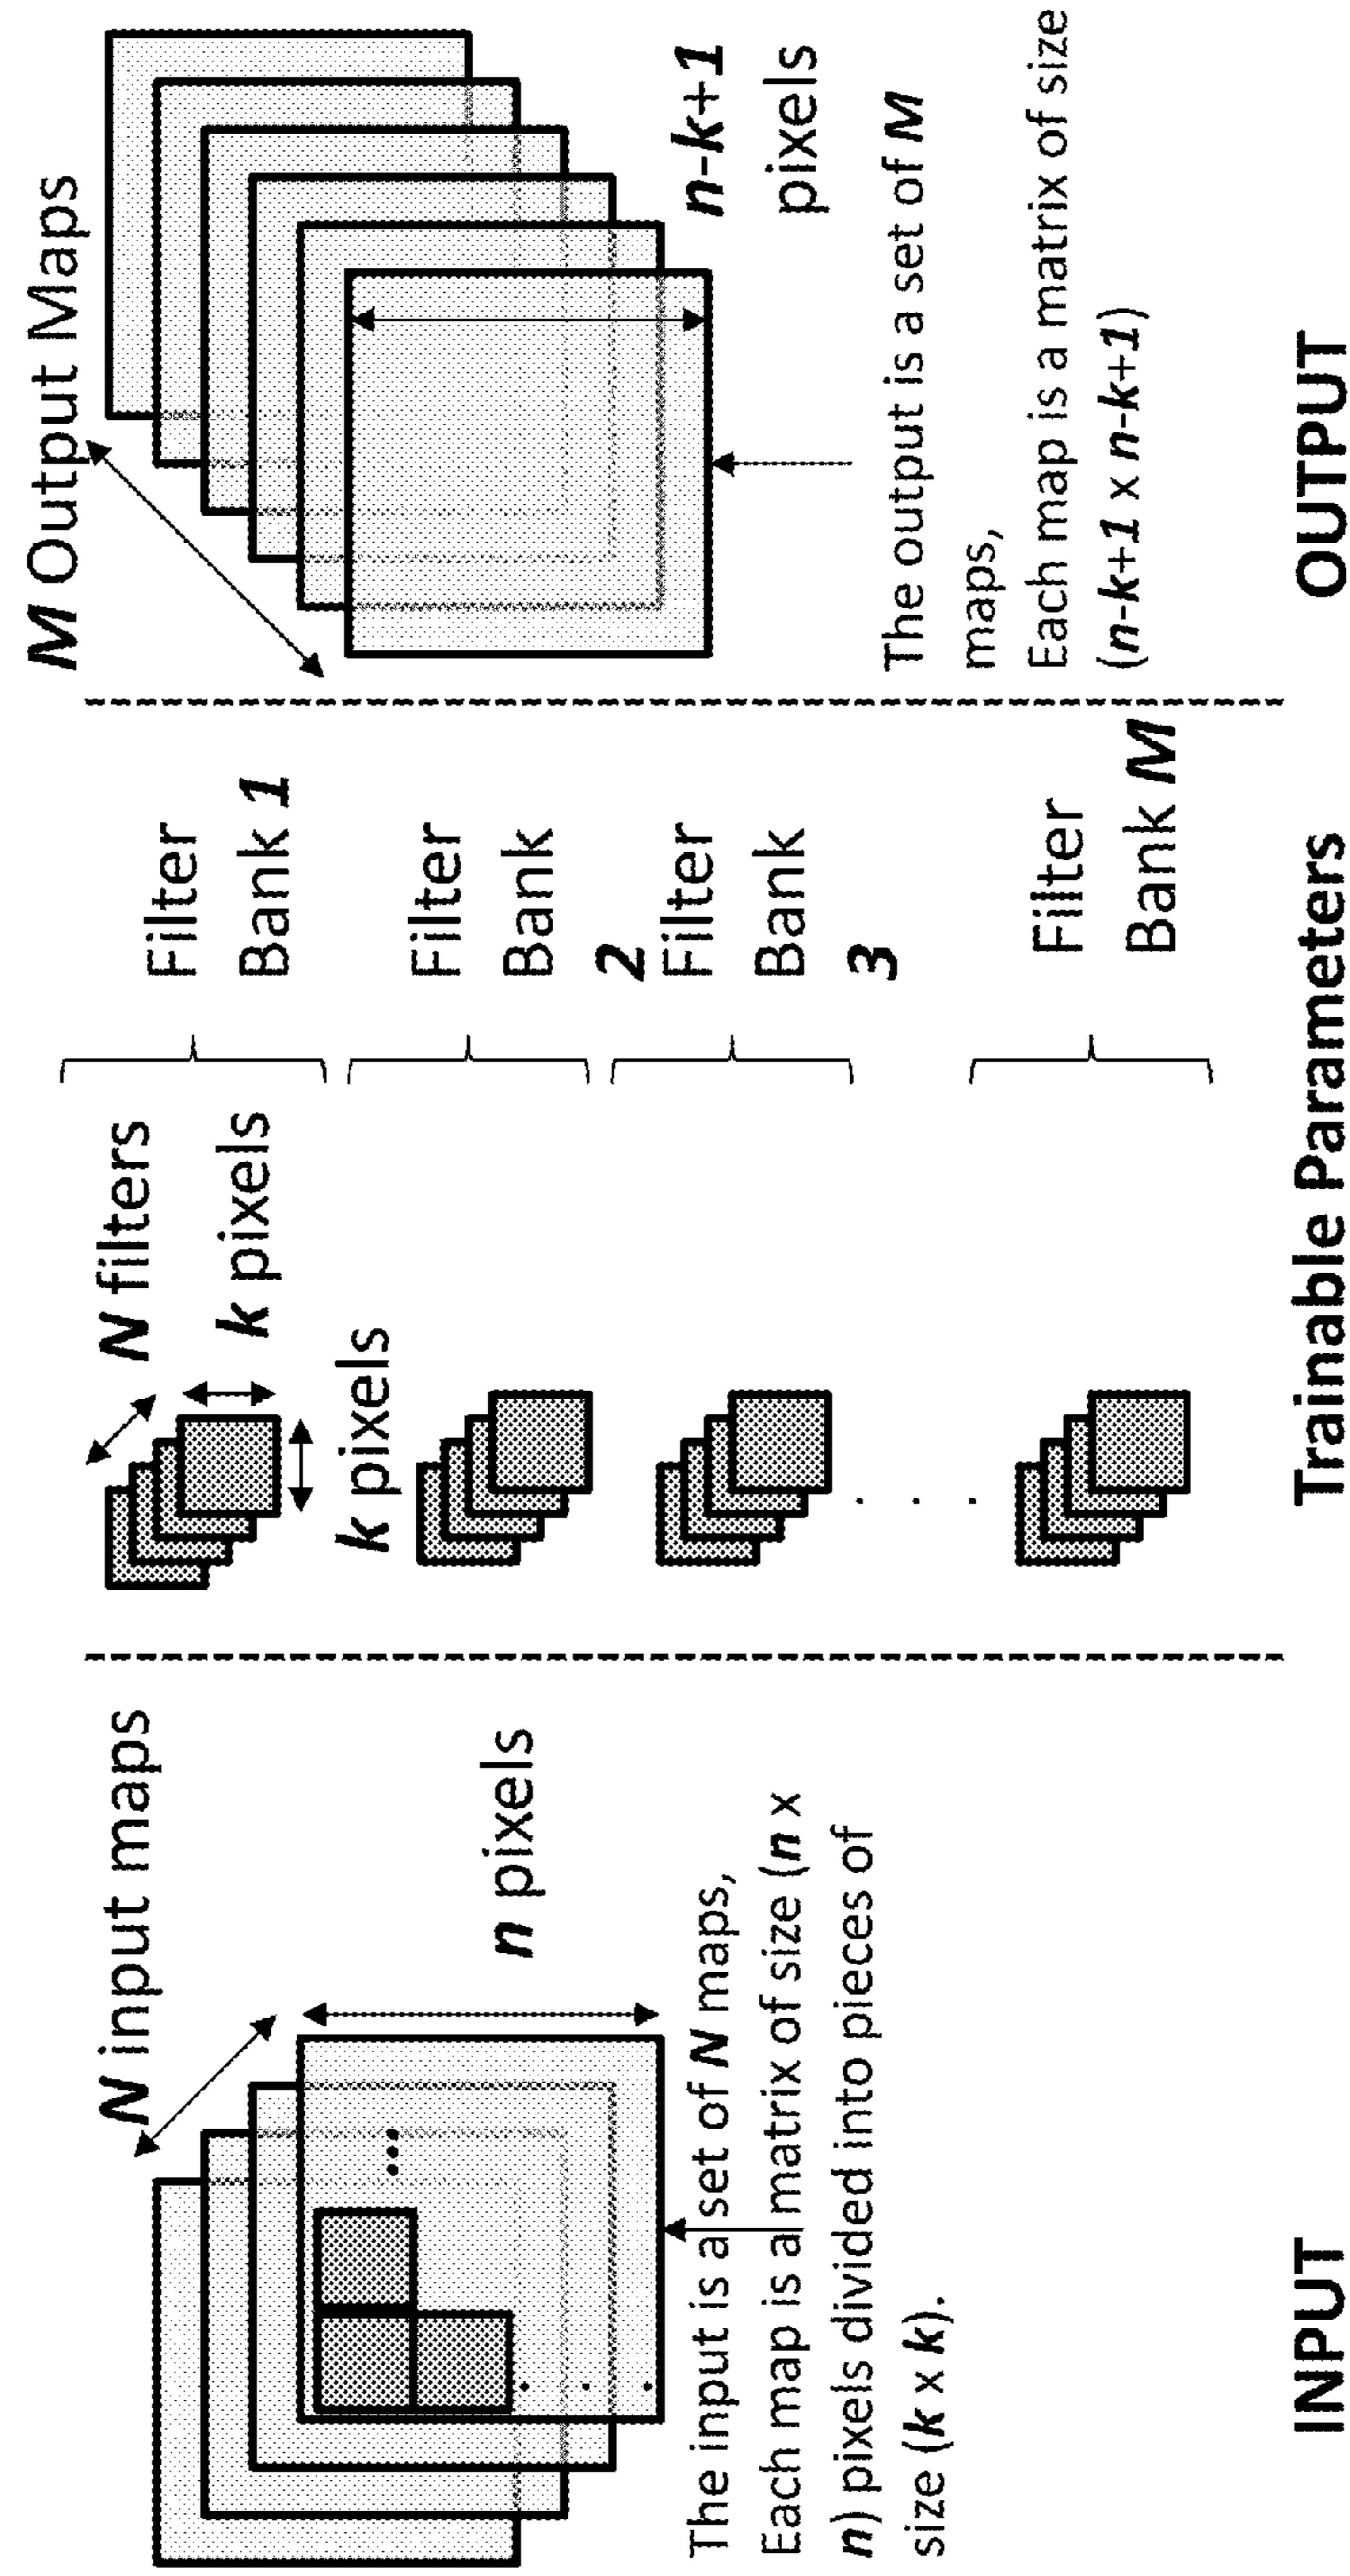 N input maps
n pixels
The input is a set of N maps,
Each map is a matrix of size (n x
n) pixels divided into pieces of
size (k x k).
INPUT
N filters
k pixels
k pixels
Filter
Bank 1
Filter
Bank
2
Filter
Bank
3
Filter
Bank M
Trainable Parameters
M Output Maps
n-k+1
pixels
The output is a set of M
maps,
Each map is a matrix of size
(n-k+1 x n-k+1)
OUTPUT